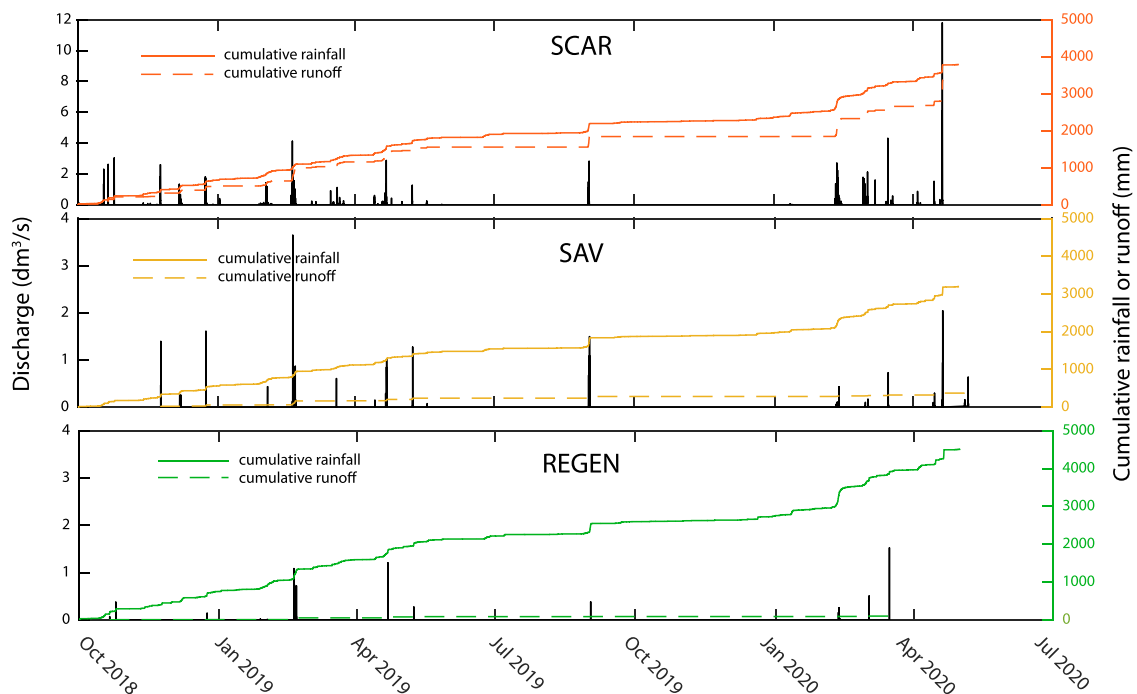 12
10
8
6
4
2
0
SCAR
cumulative rainfall
cumulative runoff
5000
4000
3000
2000
1000
0
4
3
2
1
0
SAV
cumulative rainfall
cumulative runoff
5000
4000
3000
2000
1000
0
4
3
2
1
0
REGEN
cumulative rainfall
cumulative runoff
5000
4000
3000
2000
1000
0
Discharge (dm³/s)
Cumulative rainfall or runoff (mm)
Oct 2018
Jan 2019
Apr 2019
Jul 2019
Oct 2019
Jan 2020
Apr 2020
Jul 2020